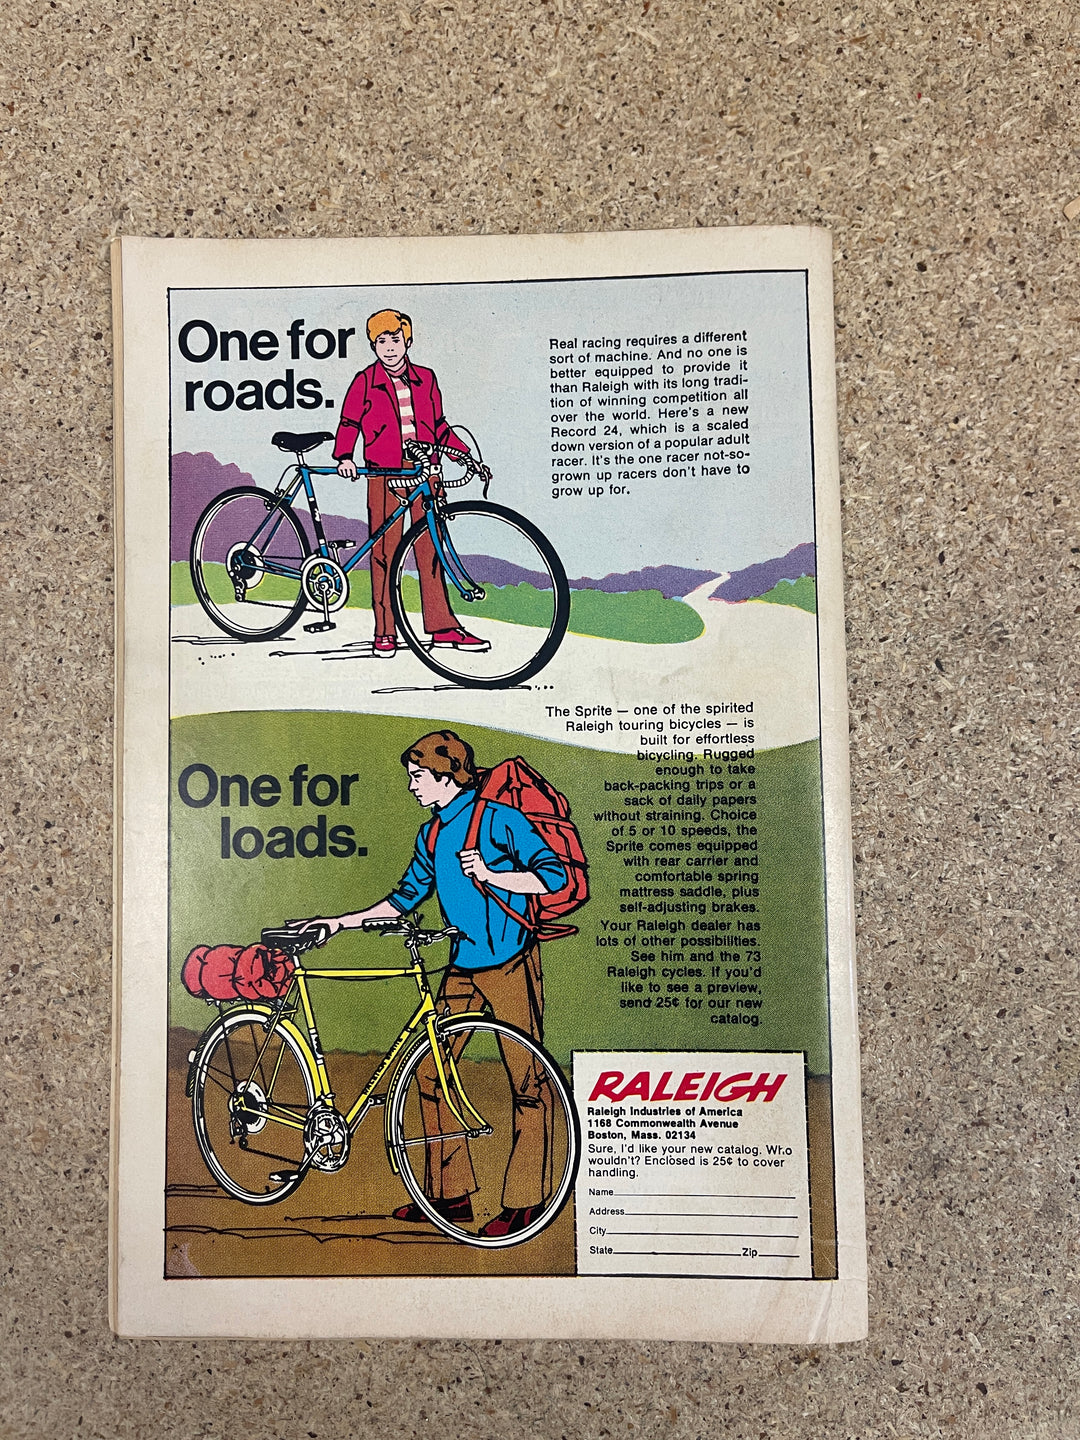 One for
roads.
Real racing requires a different
sort of machine. And no one is
better equipped to provide it
than Raleigh with its long tradi-
tion of winning competition all
over the world. Here's a new
Record 24, which is a scaled
down version of a popular adult
racer. It's the one racer not-so-
grown up racers don't have to
grow up for.
The Sprite — one of the spirited
Raleigh touring bicycles — is
built for effortless
bicycling. Rugged
enough to take
back-packing trips or a
sack of daily papers
without straining. Choice
of 5 or 10 speeds, the
Sprite comes equipped
with rear carrier and
comfortable spring
mattress saddle, plus
self-adjusting brakes.
Your Raleigh dealer has
lots of other possibilities.
See him and the 73
Raleigh cycles. If you'd
like to see a preview,
send 25¢ for our new
catalog.
One for
loads.
RALEIGH
Raleigh Industries of America
1168 Commonwealth Avenue
Boston, Mass. 02134
Sure, I'd like your new catalog. Who
wouldn't? Enclosed is 25¢ to cover
handling.
Name
Address
City
State Zip